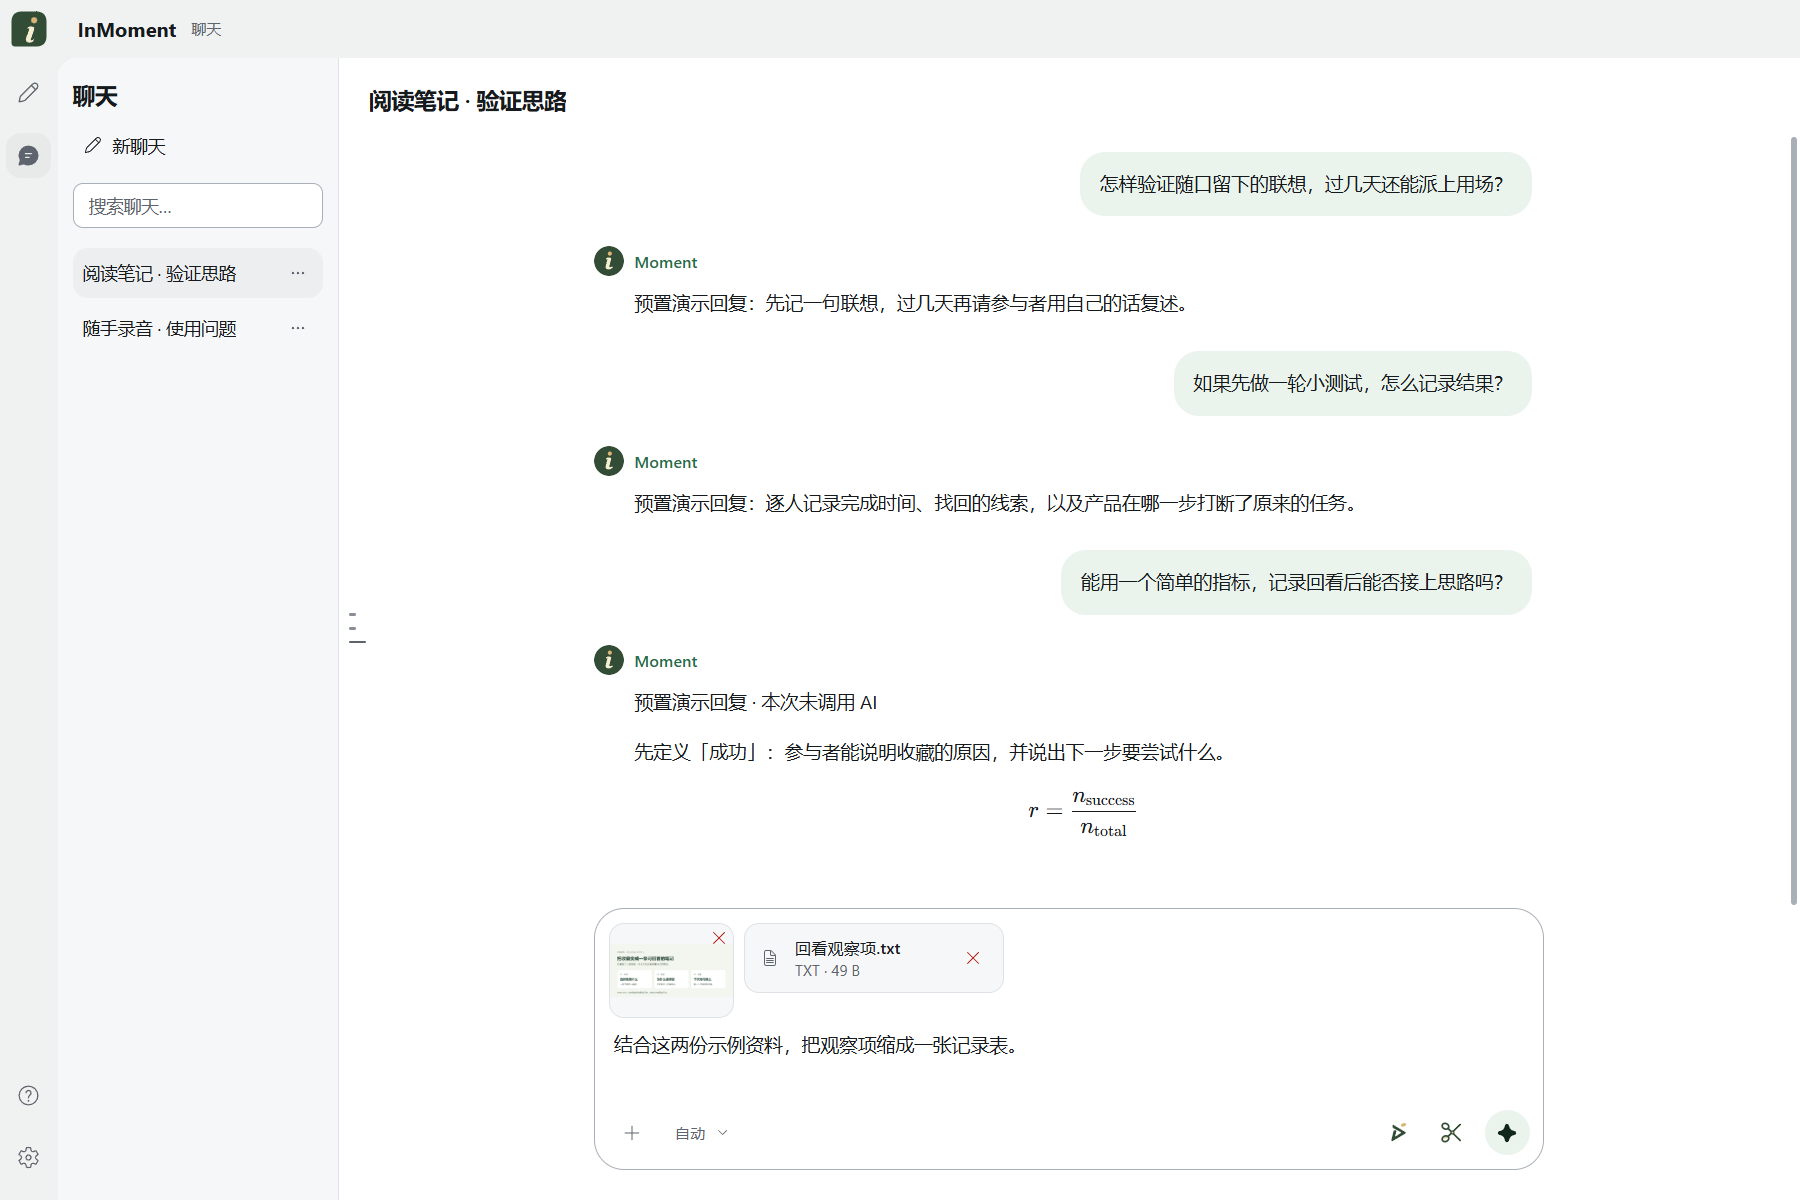 InMoment 聊天
聊天
新聊天
搜索聊天...
阅读笔记 · 验证思路 ...
随手录音 · 使用问题 ...
阅读笔记 · 验证思路
怎样验证随口留下的联想，过几天还能派上用场？
Moment
预置演示回复：先记一句联想，过几天再请参与者用自己的话复述。
如果先做一轮小测试，怎么记录结果？
Moment
预置演示回复：逐人记录完成时间、找回的线索，以及产品在哪一步打断了原来的任务。
能用一个简单的指标，记录回看后能否接上思路吗？
Moment
预置演示回复 · 本次未调用 AI
先定义「成功」：参与者能说明收藏的原因，并说出下一步要尝试什么。
r = n_success / n_total
回看观察项.txt
TXT · 49 B
结合这两份示例资料，把观察项缩成一张记录表。
自动